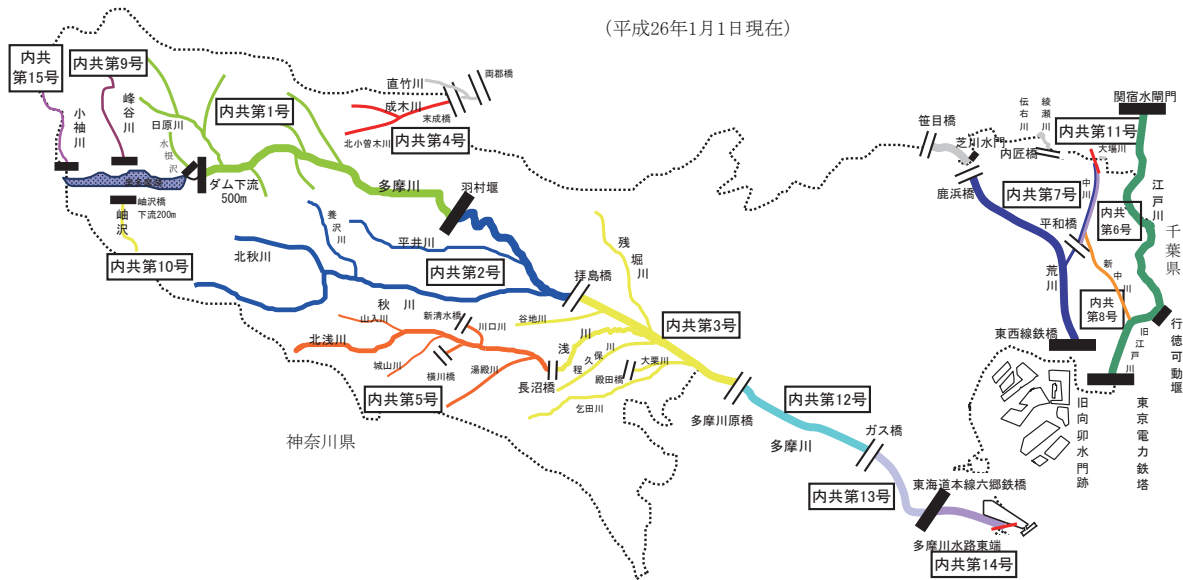 (平成26年1月1日現在)
内共
第15号
内共第9号
小袖川
峰谷川
日原川
水根沢
内共第1号
ダム下流
500m
岫沢橋
下流200m
岫沢
内共第10号
直竹川
両郡橋
成木川
末成橋
北小曽木川
内共第4号
多摩川
羽村堰
養沢川
平井川
北秋川
内共第2号
秋川
拝島橋
残堀川
谷地川
内共第3号
山入川
新清水橋
川口川
北浅川
城山川
横川橋
湯殿川
内共第5号
浅川
長沼橋
程久保川
大栗川
殿田橋
乞田川
多摩川原橋
内共第12号
多摩川
ガス橋
内共第13号
東海道本線六郷鉄橋
多摩川水路東端
内共第14号
神奈川県
笹目橋
芝川水門
鹿浜橋
伝右川
綾瀬川
内匠橋
内共第11号
大場川
関宿水閘門
内共第7号
中川
平和橋
内共
第6号
江戸川
千葉県
荒川
新中川
内共
第8号
東西線鉄橋
旧江戸川
行徳可動堰
旧向卯水門跡
東京電力鉄塔